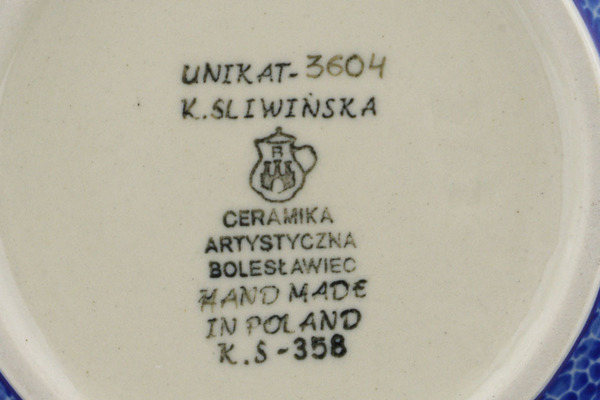 UNIKAT-3604
K.SLIWIŃSKA
B
CERAMIKA
ARTYSTYCZNA
BOLESŁAWIEC
HAND MADE
IN POLAND
K.S-358